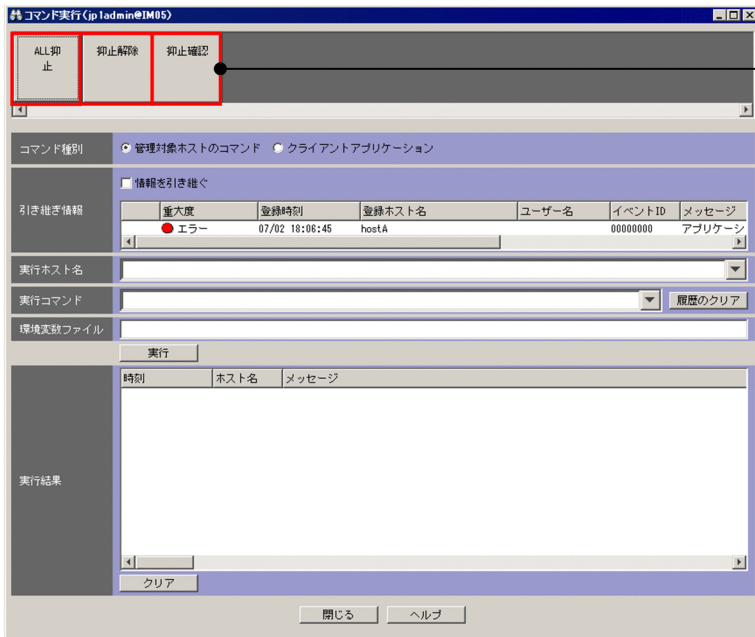 コマンド実行(jp1admin@IM05)
ALL抑
止
抑止解除
抑止確認
コマンド種別
管理対象ホストのコマンド
クライアントアプリケーション
引き継ぎ情報
情報を引き継ぐ
重大度 登録時刻 登録ホスト名 ユーザー名 イベントID メッセージ
エラー 07/02 18:06:45 hostA 00000000 アプリケーシ
実行ホスト名
実行コマンド
履歴のクリア
環境変数ファイル
実行
時刻 ホスト名 メッセージ
実行結果
クリア
閉じる
ヘルプ